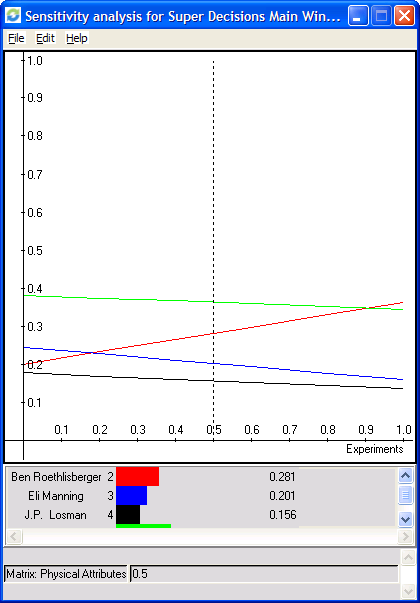 Sensitivity analysis for Super Decisions Main Win...
File Edit Help
1.0
0.9
0.8
0.7
0.6
0.5
0.4
0.3
0.2
0.1
0.1 0.2 0.3 0.4 0.5 0.6 0.7 0.8 0.9 1.0
Experiments
Ben Roethlisberger 2 0.281
Eli Manning 3 0.201
J.P. Losman 4 0.156
Matrix: Physical Attributes 0.5